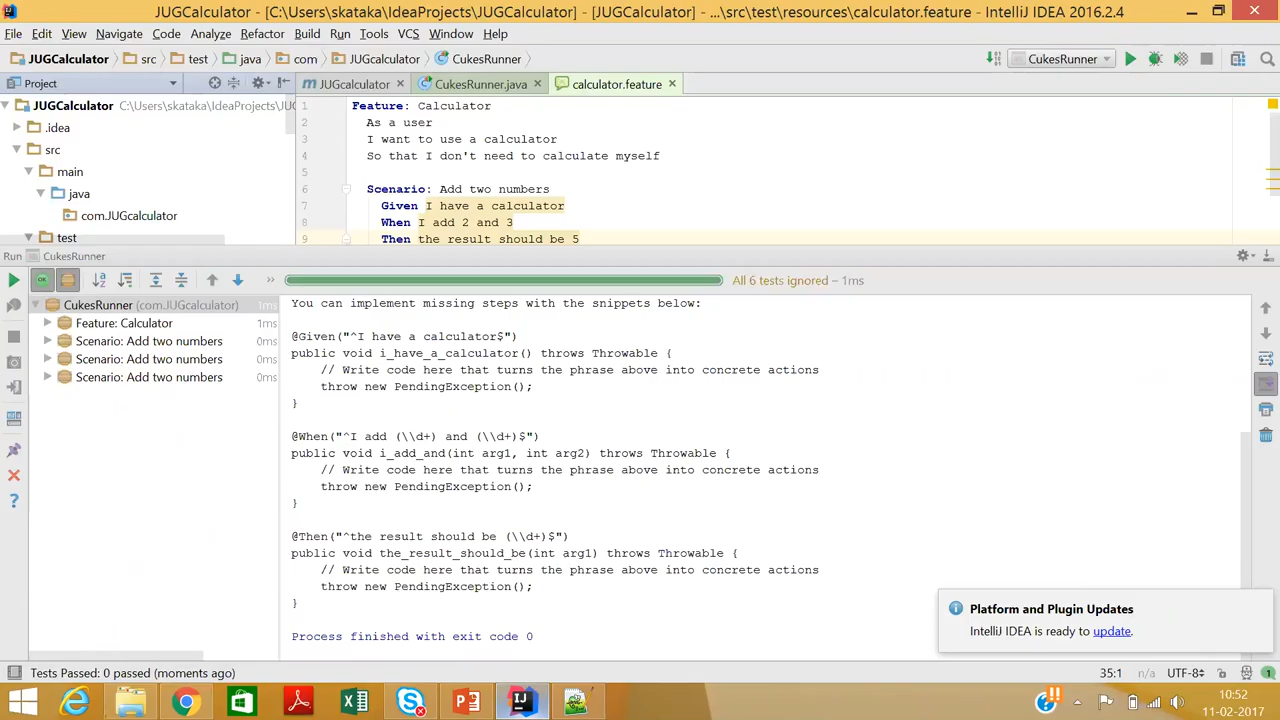 JUGCalculator - [C:\Users\skataka\IdeaProjects\JUGCalculator] - [JUGCalculator] - ...\src\test\resources\calculator.feature - IntelliJ IDEA 2016.2.4
File Edit View Navigate Code Analyze Refactor Build Run Tools VCS Window Help
JUGCalculator src test java com JUGCalculator CukesRunner CukesRunner
Project JUGCalculator CukesRunner.java calculator.feature
JUGCalculator C:\Users\skataka\IdeaProjects\JUG
.idea
src
main
java
com.JUGcalculator
test
1 Feature: Calculator
2 As a user
3 I want to use a calculator
4 So that I don't need to calculate myself
5
6 Scenario: Add two numbers
7 Given I have a calculator
8 When I add 2 and 3
9 Then the result should be 5
Run CukesRunner
All 6 tests ignored – 1ms
CukesRunner (com.JUGcalculator) 1ms
Feature: Calculator 1ms
Scenario: Add two numbers 0ms
Scenario: Add two numbers 0ms
Scenario: Add two numbers 0ms
You can implement missing steps with the snippets below:
@Given("^I have a calculator$")
public void i_have_a_calculator() throws Throwable {
// Write code here that turns the phrase above into concrete actions
throw new PendingException();
}
@When("^I add (\\d+) and (\\d+)$")
public void i_add_and(int arg1, int arg2) throws Throwable {
// Write code here that turns the phrase above into concrete actions
throw new PendingException();
}
@Then("^the result should be (\\d+)$")
public void the_result_should_be(int arg1) throws Throwable {
// Write code here that turns the phrase above into concrete actions
throw new PendingException();
}
Process finished with exit code 0
Platform and Plugin Updates
IntelliJ IDEA is ready to update.
Tests Passed: 0 passed (moments ago) 35:1 n/a UTF-8 1
10:52
11-02-2017